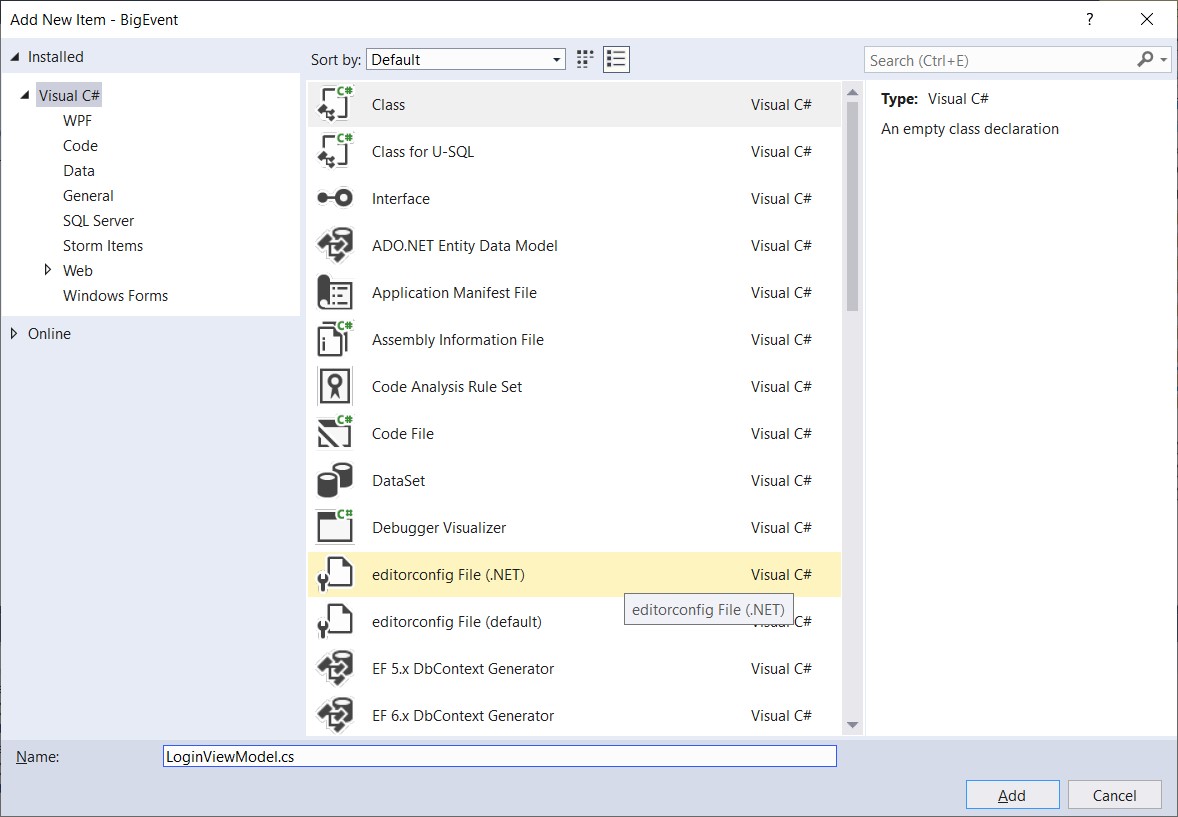 Add New Item - BigEvent
?
Installed
Sort by: Default
Search (Ctrl+E)
Visual C#
WPF
Code
Data
General
SQL Server
Storm Items
Web
Windows Forms
Online
C#
Class Visual C#
C#
Class for U-SQL Visual C#
Interface Visual C#
ADO.NET Entity Data Model Visual C#
Application Manifest File Visual C#
C#
Assembly Information File Visual C#
Code Analysis Rule Set Visual C#
C#
Code File Visual C#
DataSet Visual C#
C#
Debugger Visualizer Visual C#
editorconfig File (.NET) Visual C#
editorconfig File (.NET)
editorconfig File (default) C#
EF 5.x DbContext Generator Visual C#
EF 6.x DbContext Generator Visual C#
Type: Visual C#
An empty class declaration
Name: LoginViewModel.cs
Add Cancel